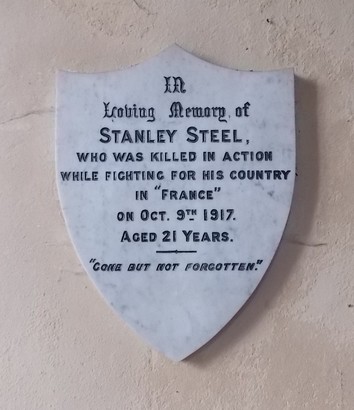 In
Loving Memory of
STANLEY STEEL,
WHO WAS KILLED IN ACTION
WHILE FIGHTING FOR HIS COUNTRY
IN "FRANCE"
ON OCT. 9TH 1917.
AGED 21 YEARS.
"GONE BUT NOT FORGOTTEN."